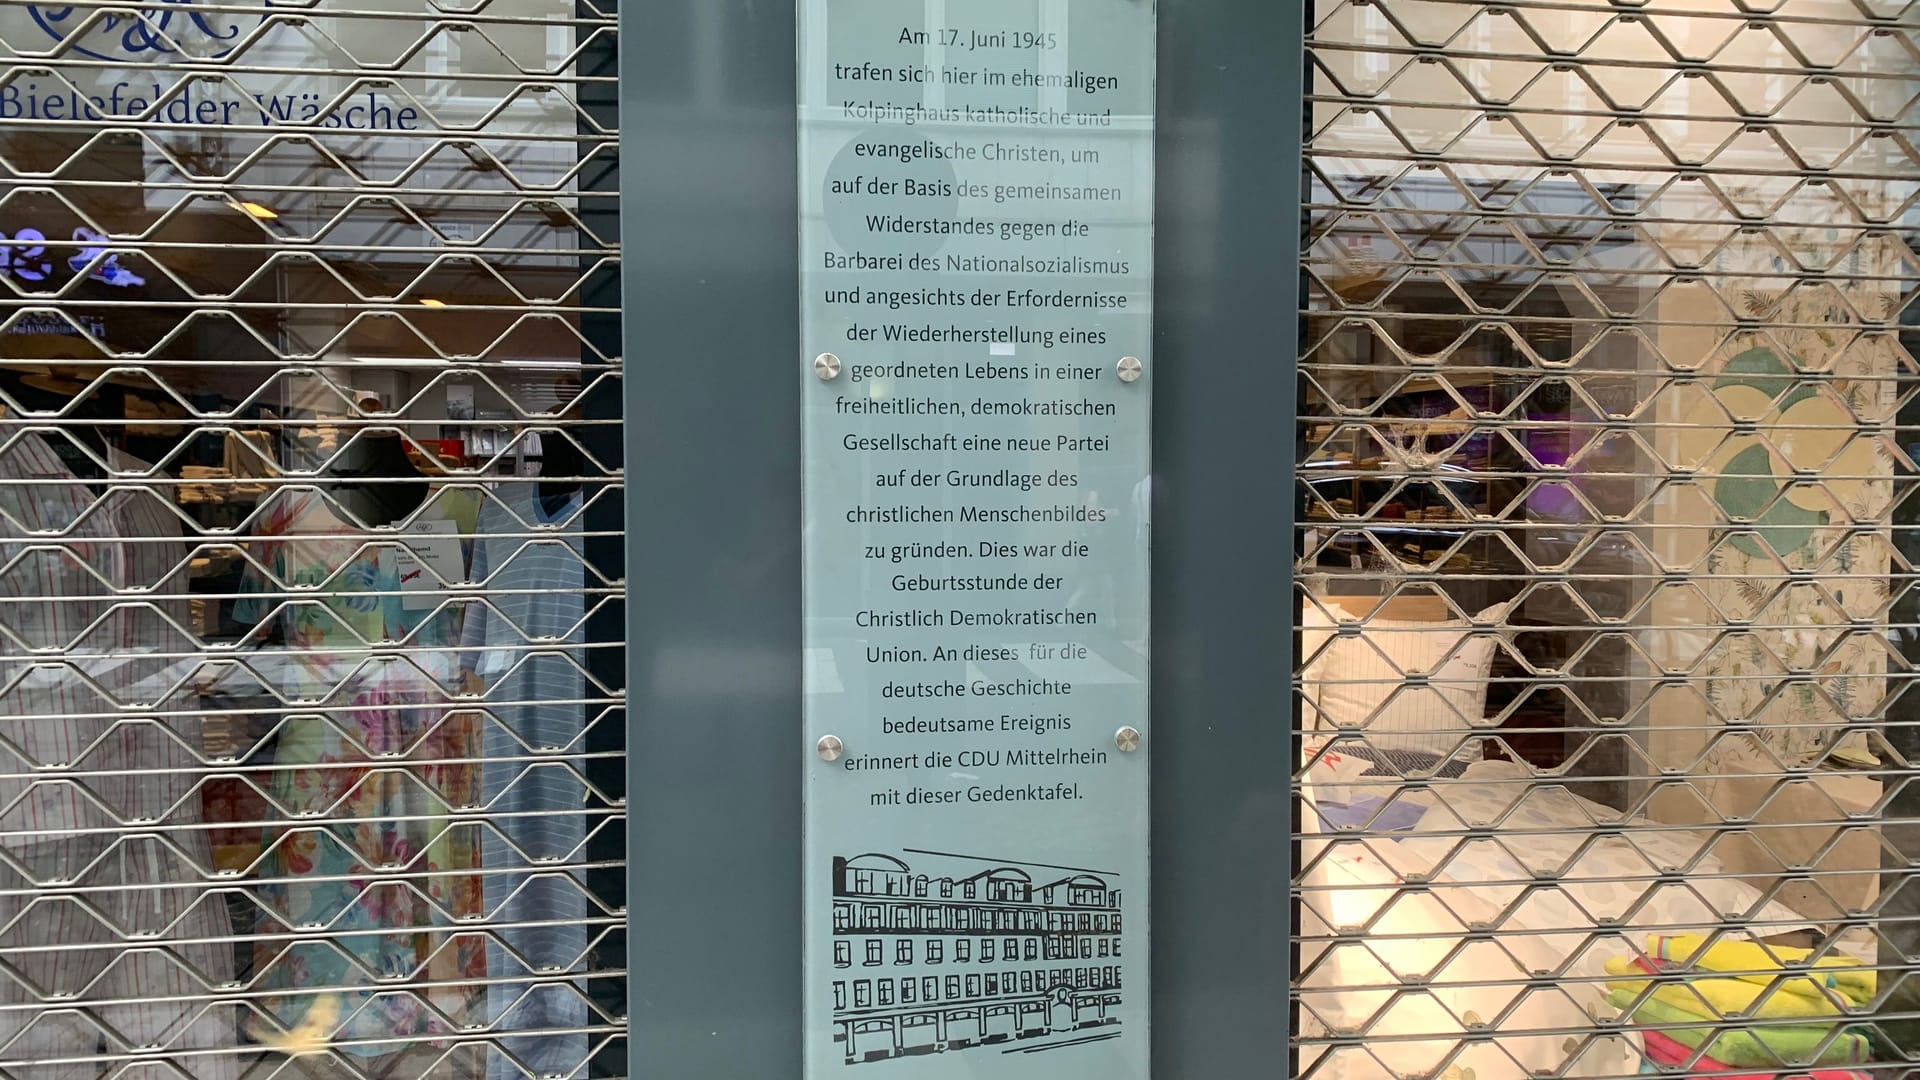 Bielefelder Wäsche
Am 17. Juni 1945
trafen sich hier im ehemaligen
Kolpinghaus katholische und
evangelische Christen, um
auf der Basis des gemeinsamen
Widerstandes gegen die
Barbarei des Nationalsozialismus
und angesichts der Erfordernisse
der Wiederherstellung eines
geordneten Lebens in einer
freiheitlichen, demokratischen
Gesellschaft eine neue Partei
auf der Grundlage des
christlichen Menschenbildes
zu gründen. Dies war die
Geburtsstunde der
Christlich Demokratischen
Union. An dieses für die
deutsche Geschichte
bedeutsame Ereignis
erinnert die CDU Mittelrhein
mit dieser Gedenktafel.